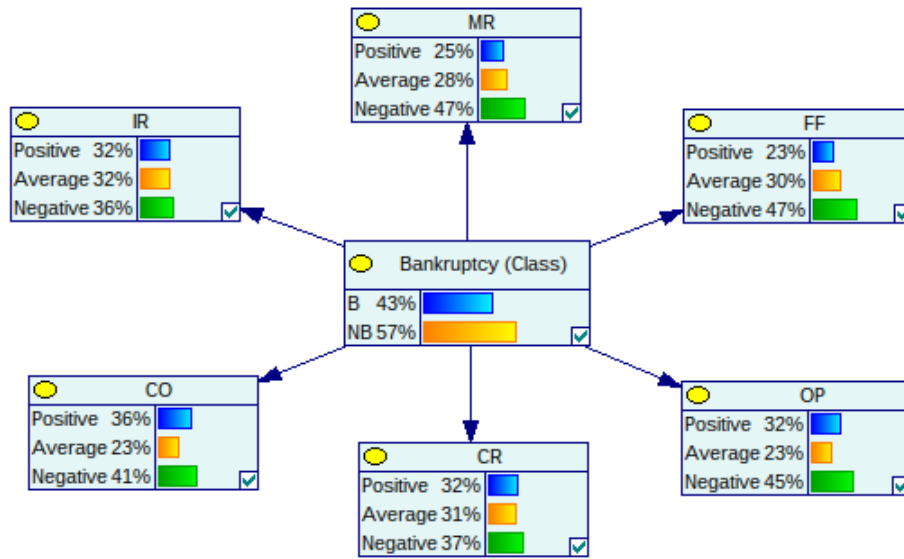 MR
Positive 25%
Average 28%
Negative 47%
IR
Positive 32%
Average 32%
Negative 36%
FF
Positive 23%
Average 30%
Negative 47%
Bankruptcy (Class)
B 43%
NB 57%
CO
Positive 36%
Average 23%
Negative 41%
OP
Positive 32%
Average 23%
Negative 45%
CR
Positive 32%
Average 31%
Negative 37%